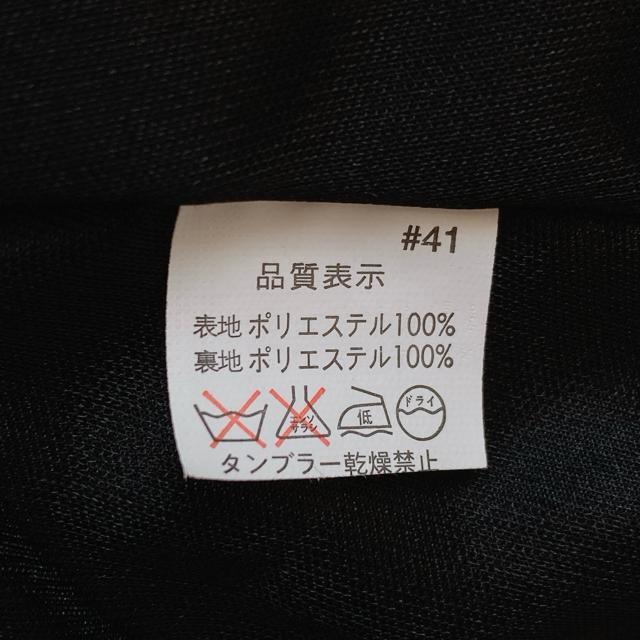 #41
品質表示
表地 ポリエステル100%
裏地 ポリエステル100%
エンソサラシ 低 ドライ
タンブラー乾燥禁止